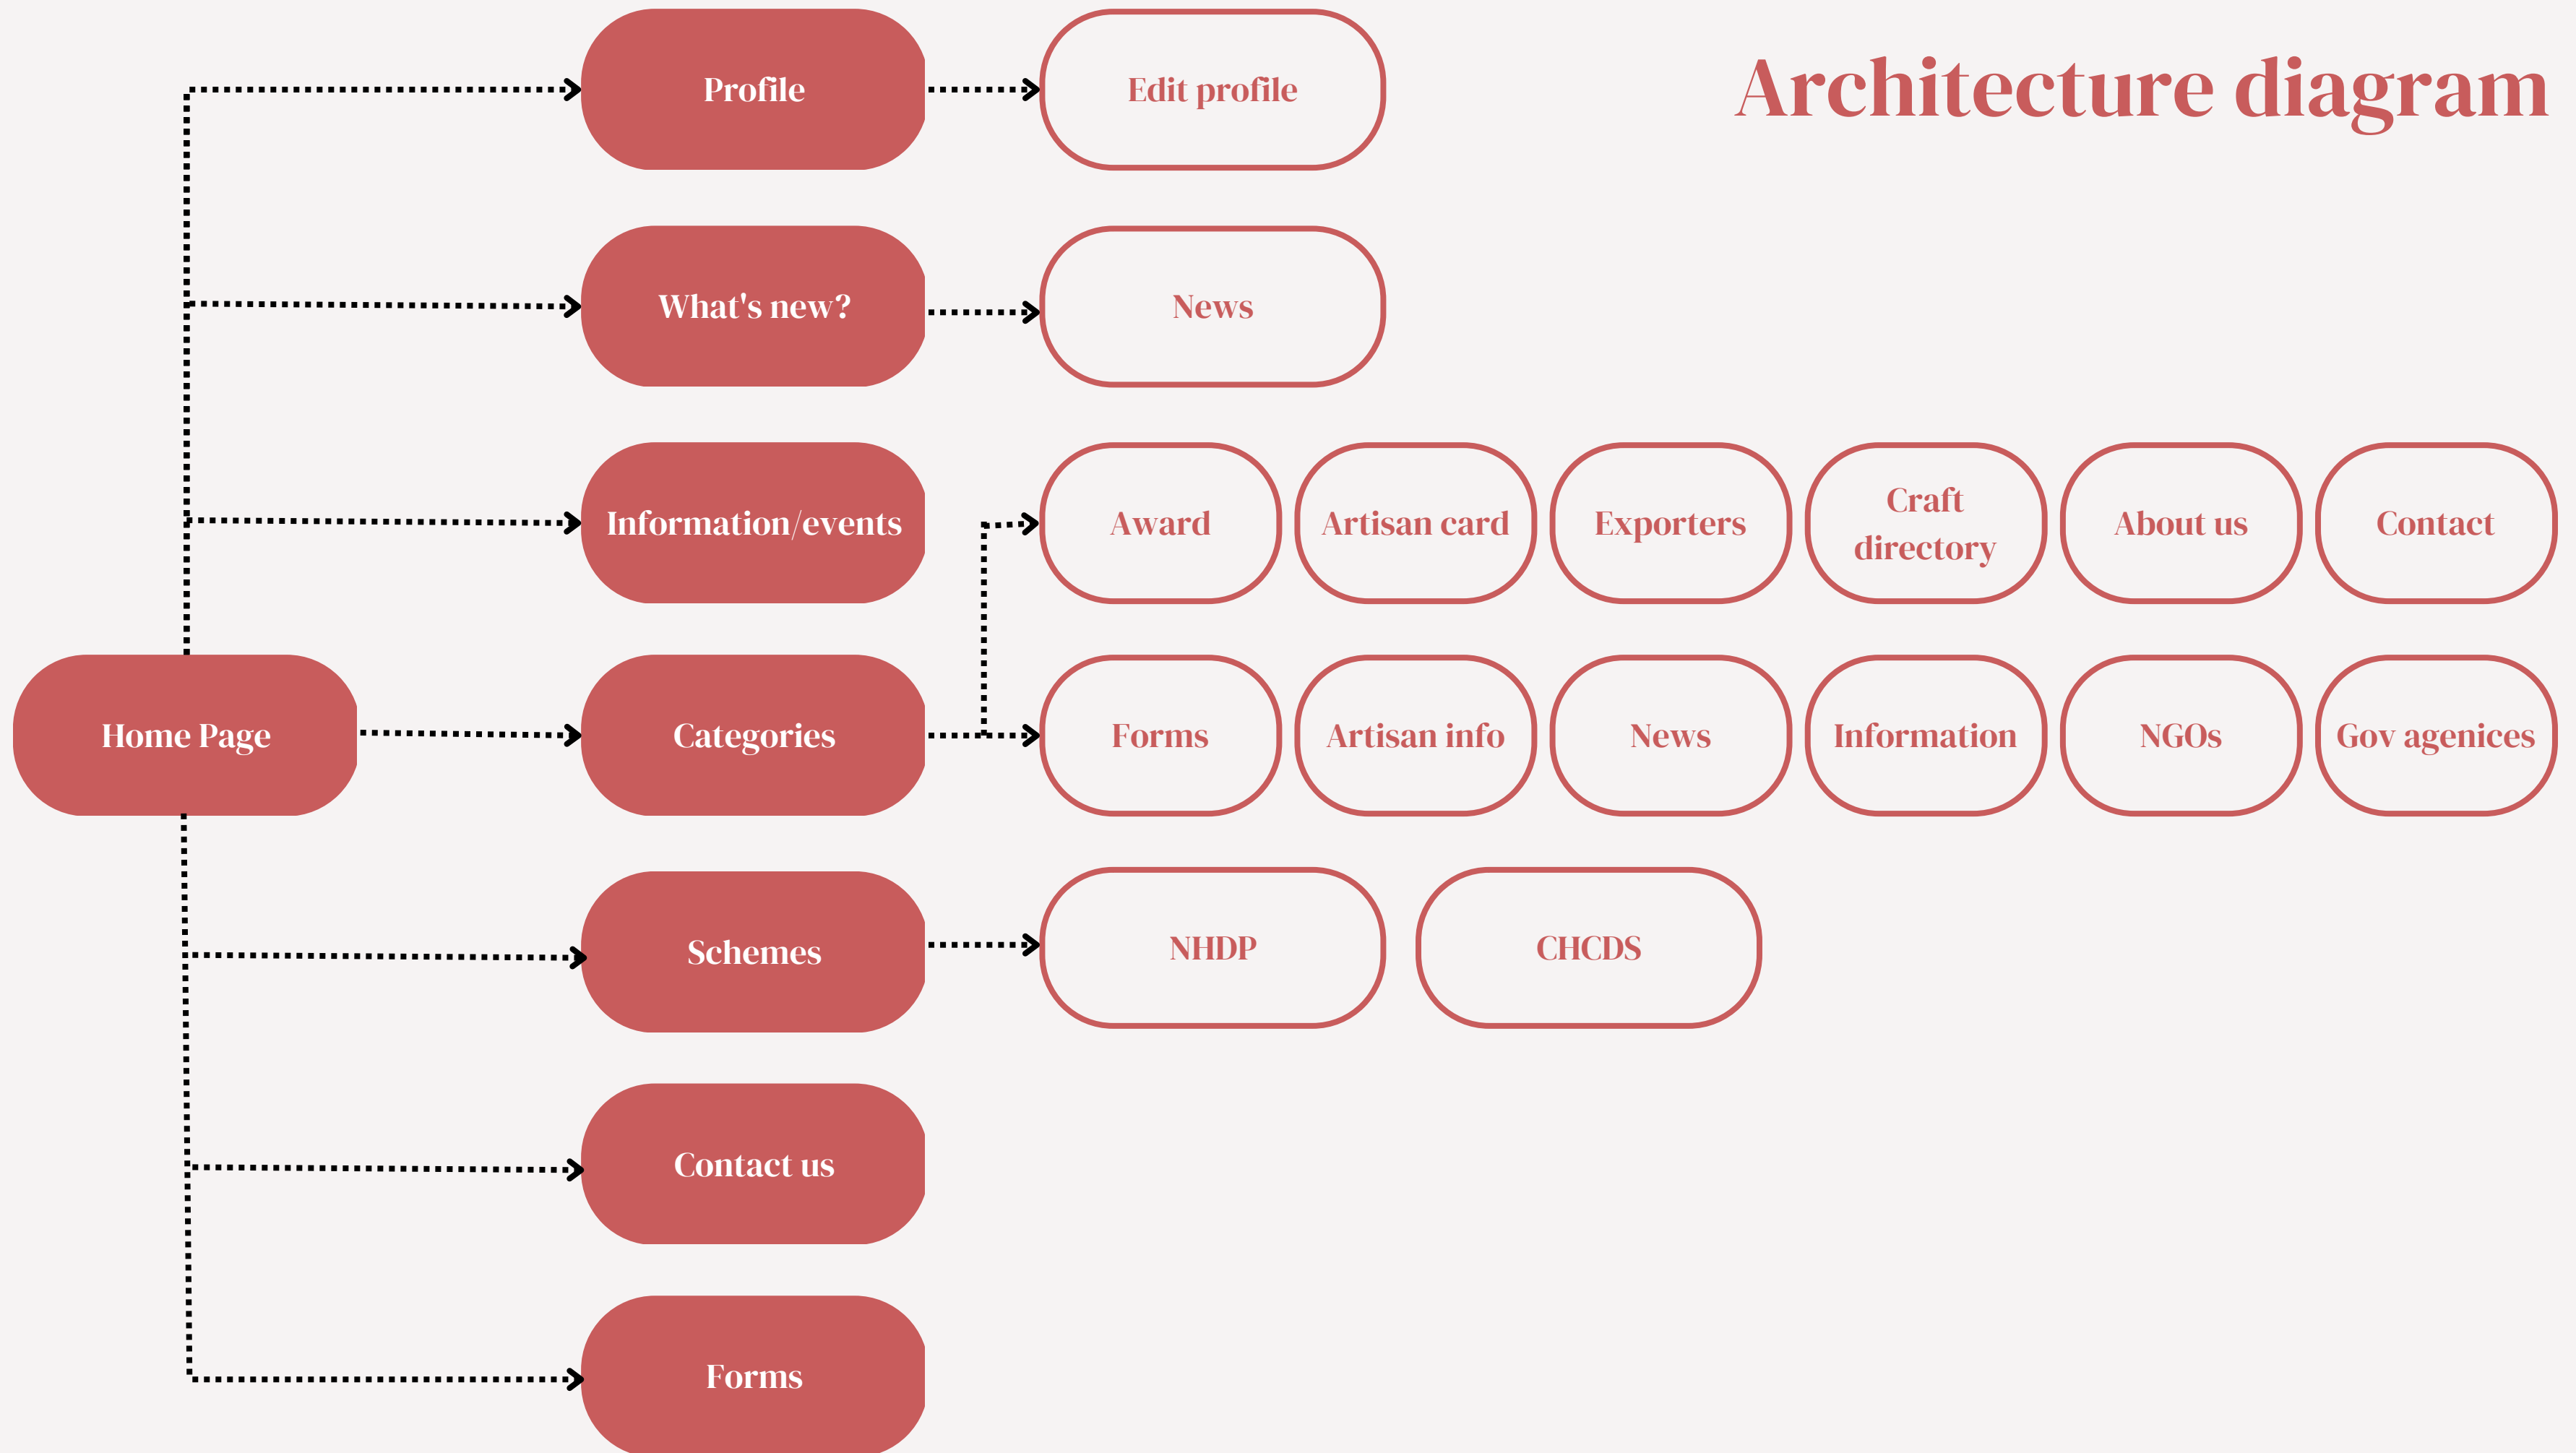 Architecture diagram
Profile
Edit profile
What's new?
News
Information/events
Award
Artisan card
Exporters
Craft
directory
About us
Contact
Home Page
Categories
Forms
Artisan info
News
Information
NGOs
Gov agenices
Schemes
NHDP
CHCDS
Contact us
Forms